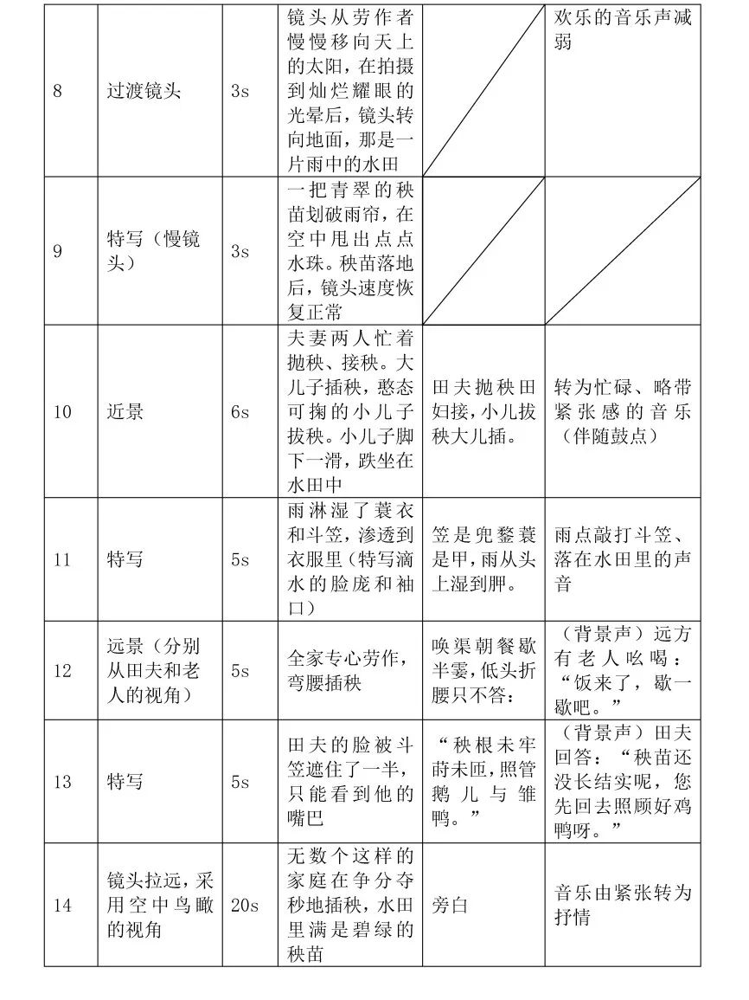 8
过渡镜头
3s
镜头从劳作者
慢慢移向天上
的太阳，在拍摄
到灿烂耀眼的
光晕后，镜头转
向地面，那是一
片雨中的水田
欢乐的音乐声减
弱
9
特写（慢镜
头）
3s
一把青翠的秧
苗划破雨帘，在
空中甩出点点
水珠。秧苗落地
后，镜头速度恢
复正常
10
近景
6s
夫妻两人忙着
抛秧、接秧。大
儿子插秧，憨态
可掬的小儿子
拔秧。小儿子脚
下一滑，跌坐在
水田中
田夫抛秧田
妇接，小儿拔
秧大儿插。
转为忙碌、略带
紧张感的音乐
（伴随鼓点）
11
特写
5s
雨淋湿了蓑衣
和斗笠，渗透到
衣服里（特写滴
水的脸庞和袖
口）
笠是兜鍪蓑
是甲，雨从头
上湿到胛。
雨点敲打斗笠、
落在水田里的声
音
12
远景（分别
从田夫和老
人的视角）
5s
全家专心劳作，
弯腰插秧
唤渠朝餐歇
半霎，低头折
腰只不答：
（背景声）远方
有老人吆喝：
“饭来了，歇一
歇吧。”
13
特写
5s
田夫的脸被斗
笠遮住了一半，
只能看到他的
嘴巴
“秧根未牢
莳未匝，照管
鹅儿与雏
鸭。”
（背景声）田夫
回答：“秧苗还
没长结实呢，您
先回去照顾好鸡
鸭呀。”
14
镜头拉远，采
用空中鸟瞰
的视角
20s
无数个这样的
家庭在争分夺
秒地插秧，水田
里满是碧绿的
秧苗
旁白
音乐由紧张转为
抒情